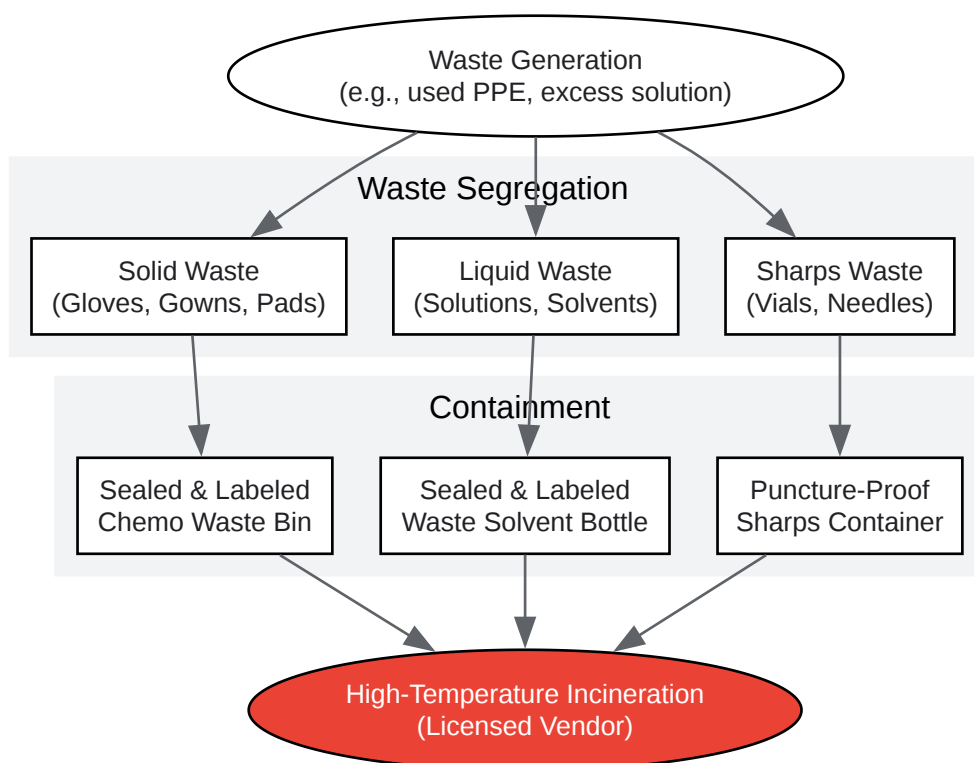 Waste Generation
(e.g., used PPE, excess solution)
Waste Segregation
Solid Waste
(Gloves, Gowns, Pads)
Liquid Waste
(Solutions, Solvents)
Sharps Waste
(Vials, Needles)
Containment
Sealed & Labeled
Chemo Waste Bin
Sealed & Labeled
Waste Solvent Bottle
Puncture-Proof
Sharps Container
High-Temperature Incineration
(Licensed Vendor)